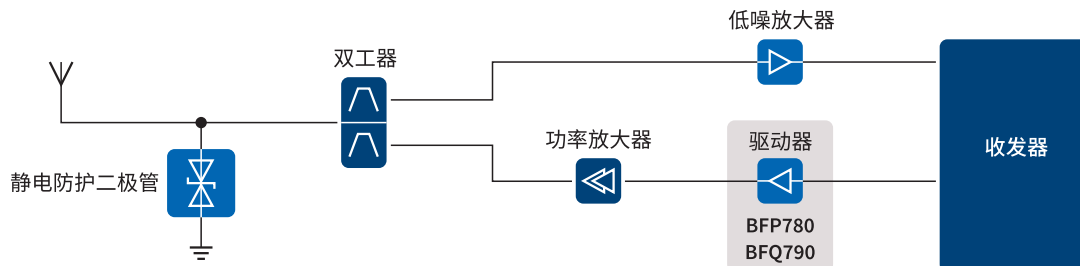 低噪放大器
双工器
功率放大器
驱动器
收发器
静电防护二极管
BFP780
BFQ790